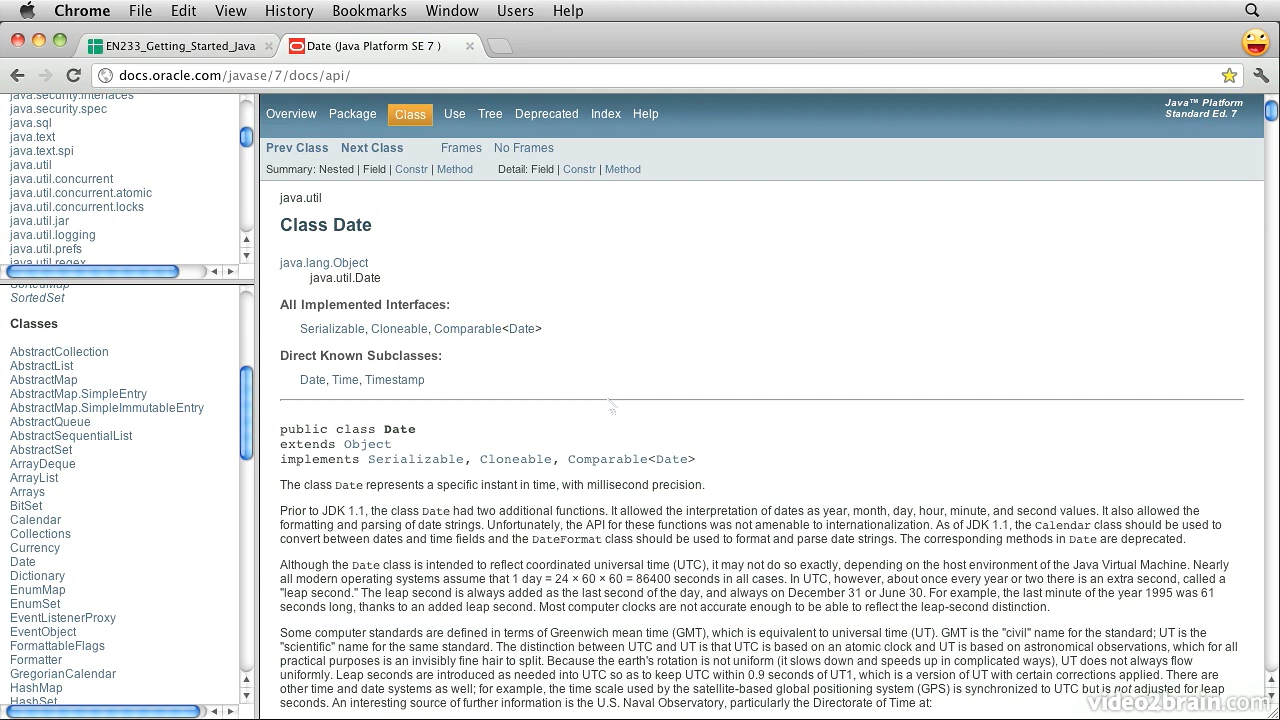 Chrome File Edit View History Bookmarks Window Users Help
EN233_Getting_Started_Java
Date (Java Platform SE 7 )
docs.oracle.com/javase/7/docs/api/
java.security.interfaces
java.security.spec
java.sql
java.text
java.text.spi
java.util
java.util.concurrent
java.util.concurrent.atomic
java.util.concurrent.locks
java.util.jar
java.util.logging
java.util.prefs
java.util.regex
SortedMap
SortedSet
Classes
AbstractCollection
AbstractList
AbstractMap
AbstractMap.SimpleEntry
AbstractMap.SimpleImmutableEntry
AbstractQueue
AbstractSequentialList
AbstractSet
ArrayDeque
ArrayList
Arrays
BitSet
Calendar
Collections
Currency
Date
Dictionary
EnumMap
EnumSet
EventListenerProxy
EventObject
FormattableFlags
Formatter
GregorianCalendar
HashMap
HashSet
Overview Package Class Use Tree Deprecated Index Help
Java™ Platform
Standard Ed. 7
Prev Class Next Class Frames No Frames
Summary: Nested | Field | Constr | Method Detail: Field | Constr | Method
java.util
Class Date
java.lang.Object
java.util.Date
All Implemented Interfaces:
Serializable, Cloneable, Comparable<Date>
Direct Known Subclasses:
Date, Time, Timestamp
public class Date
extends Object
implements Serializable, Cloneable, Comparable<Date>
The class Date represents a specific instant in time, with millisecond precision.
Prior to JDK 1.1, the class Date had two additional functions. It allowed the interpretation of dates as year, month, day, hour, minute, and second values. It also allowed the
formatting and parsing of date strings. Unfortunately, the API for these functions was not amenable to internationalization. As of JDK 1.1, the Calendar class should be used to
convert between dates and time fields and the DateFormat class should be used to format and parse date strings. The corresponding methods in Date are deprecated.
Although the Date class is intended to reflect coordinated universal time (UTC), it may not do so exactly, depending on the host environment of the Java Virtual Machine. Nearly
all modern operating systems assume that 1 day = 24 × 60 × 60 = 86400 seconds in all cases. In UTC, however, about once every year or two there is an extra second, called a
"leap second." The leap second is always added as the last second of the day, and always on December 31 or June 30. For example, the last minute of the year 1995 was 61
seconds long, thanks to an added leap second. Most computer clocks are not accurate enough to be able to reflect the leap-second distinction.
Some computer standards are defined in terms of Greenwich mean time (GMT), which is equivalent to universal time (UT). GMT is the "civil" name for the standard; UT is the
"scientific" name for the same standard. The distinction between UTC and UT is that UTC is based on an atomic clock and UT is based on astronomical observations, which for all
practical purposes is an invisibly fine hair to split. Because the earth's rotation is not uniform (it slows down and speeds up in complicated ways), UT does not always flow
uniformly. Leap seconds are introduced as needed into UTC so as to keep UTC within 0.9 seconds of UT1, which is a version of UT with certain corrections applied. There are
other time and date systems as well; for example, the time scale used by the satellite-based global positioning system (GPS) is synchronized to UTC but is not adjusted for leap
seconds. An interesting source of further information is the U.S. Naval Observatory, particularly the Directorate of Time at:
video2brain.com